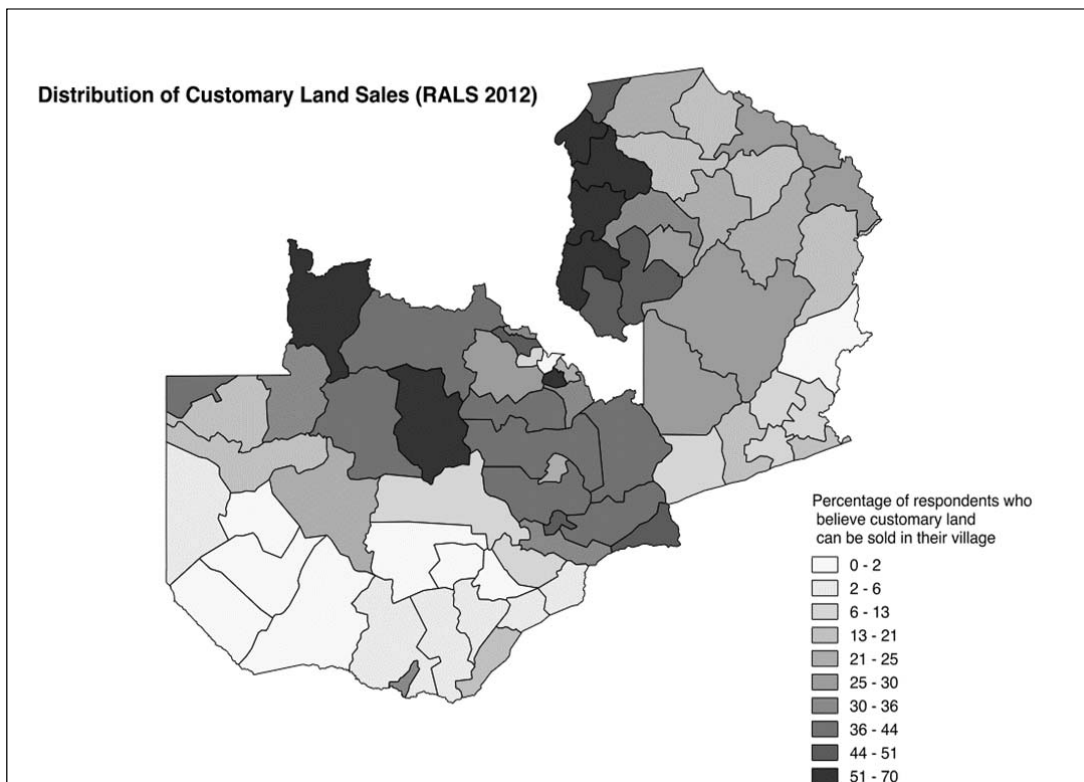 Distribution of Customary Land Sales (RALS 2012)
Percentage of respondents who
believe customary land
can be sold in their village
0 - 2
2 - 6
6 - 13
13 - 21
21 - 25
25 - 30
30 - 36
36 - 44
44 - 51
51 - 70